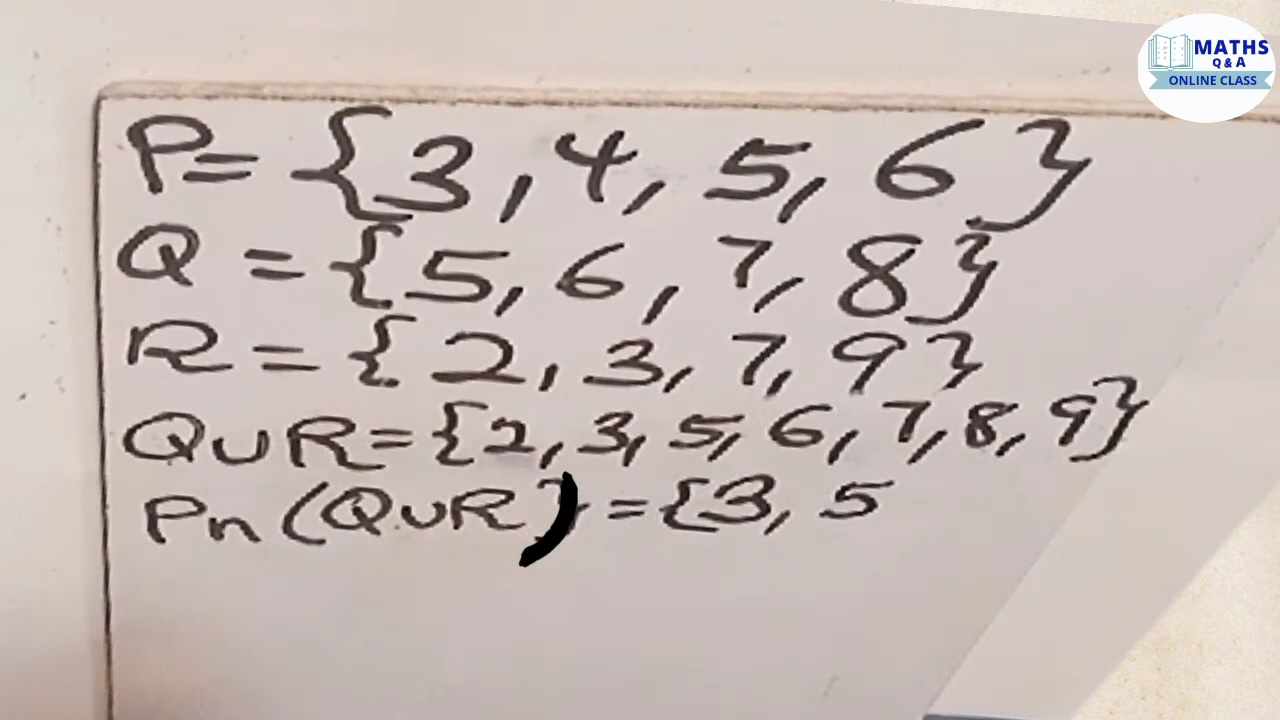 MATHS
Q & A
ONLINE CLASS
P= {3, 4, 5, 6}
Q = {5, 6, 7, 8}
R = {2, 3, 7, 9}
Q∪R= {2, 3, 5, 6, 7, 8, 9}
P∩(Q∪R) = {3, 5